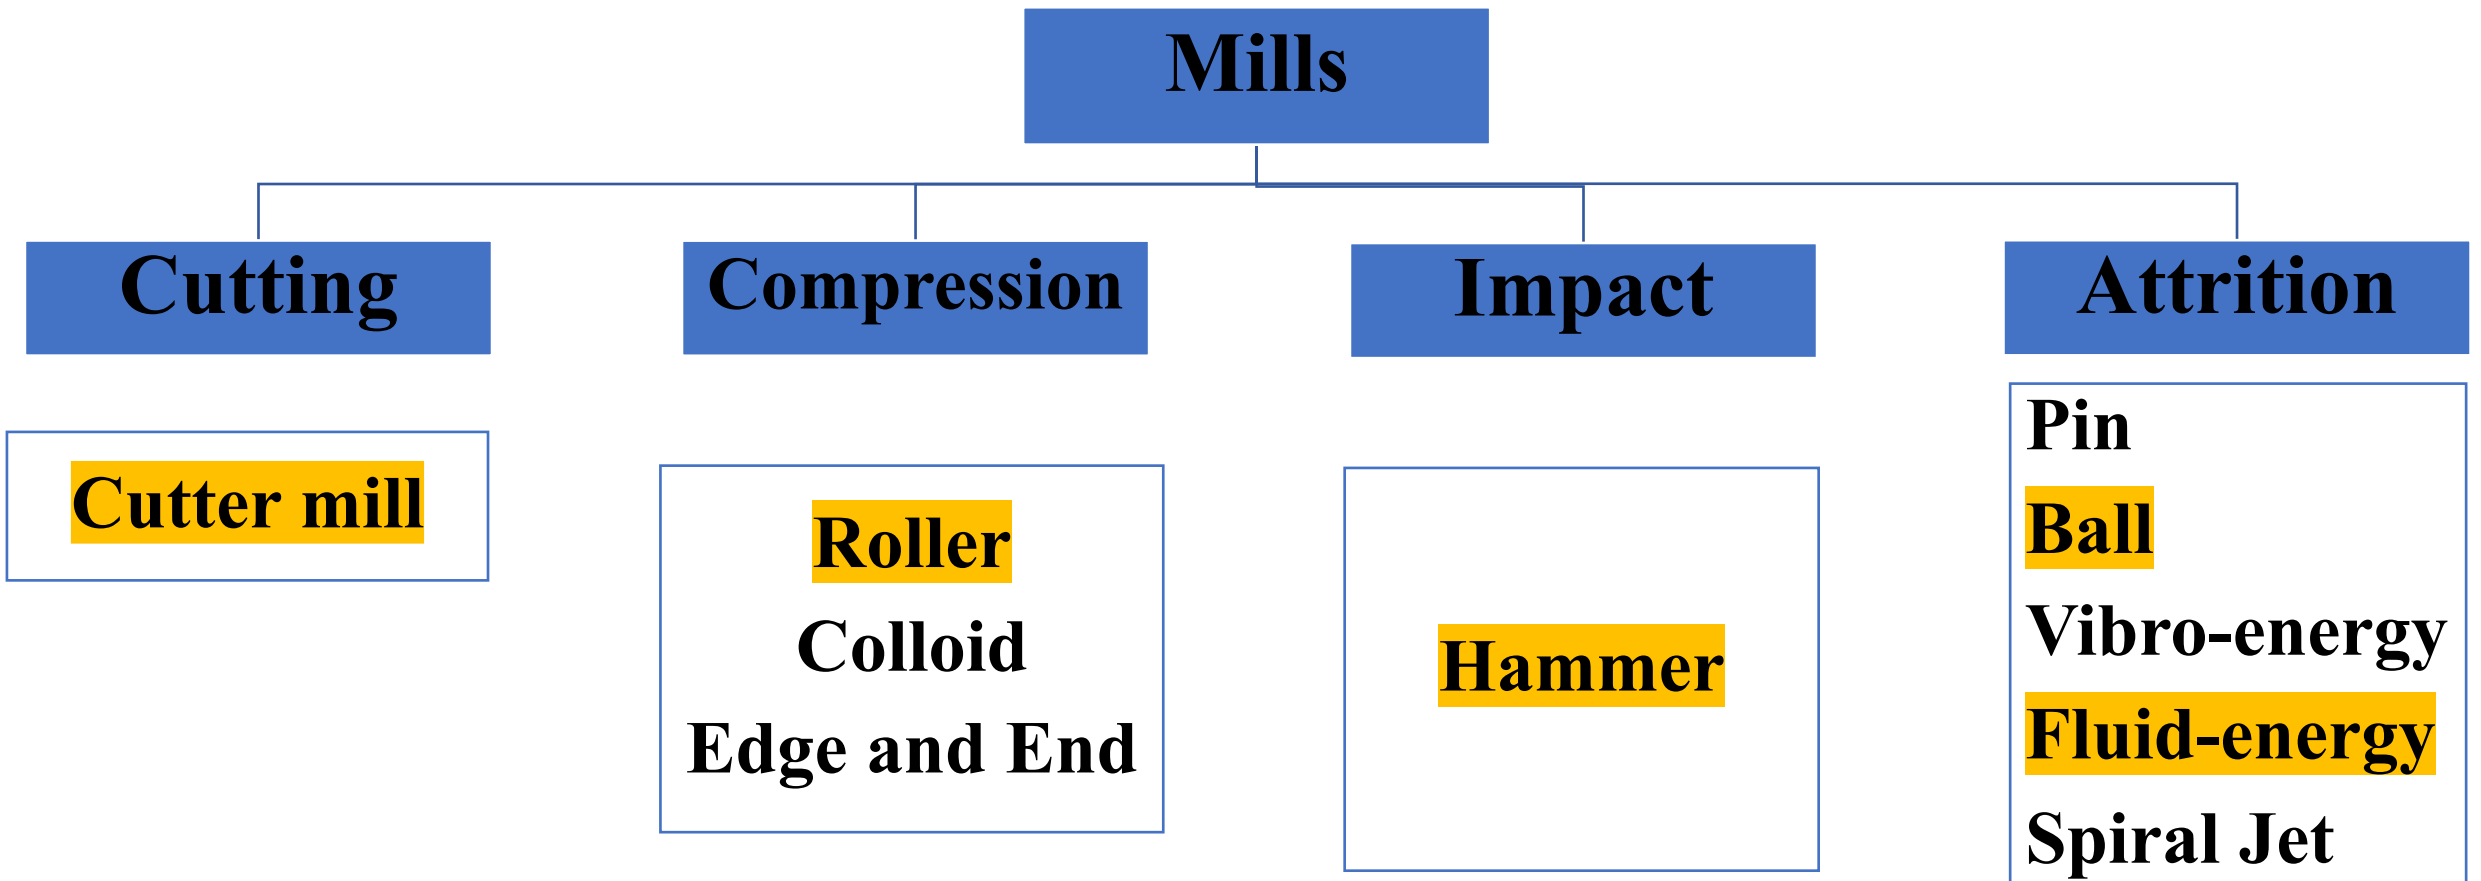 Mills
Cutting
Compression
Impact
Attrition
Cutter mill
Roller
Colloid
Edge and End
Hammer
Pin
Ball
Vibro-energy
Fluid-energy
Spiral Jet